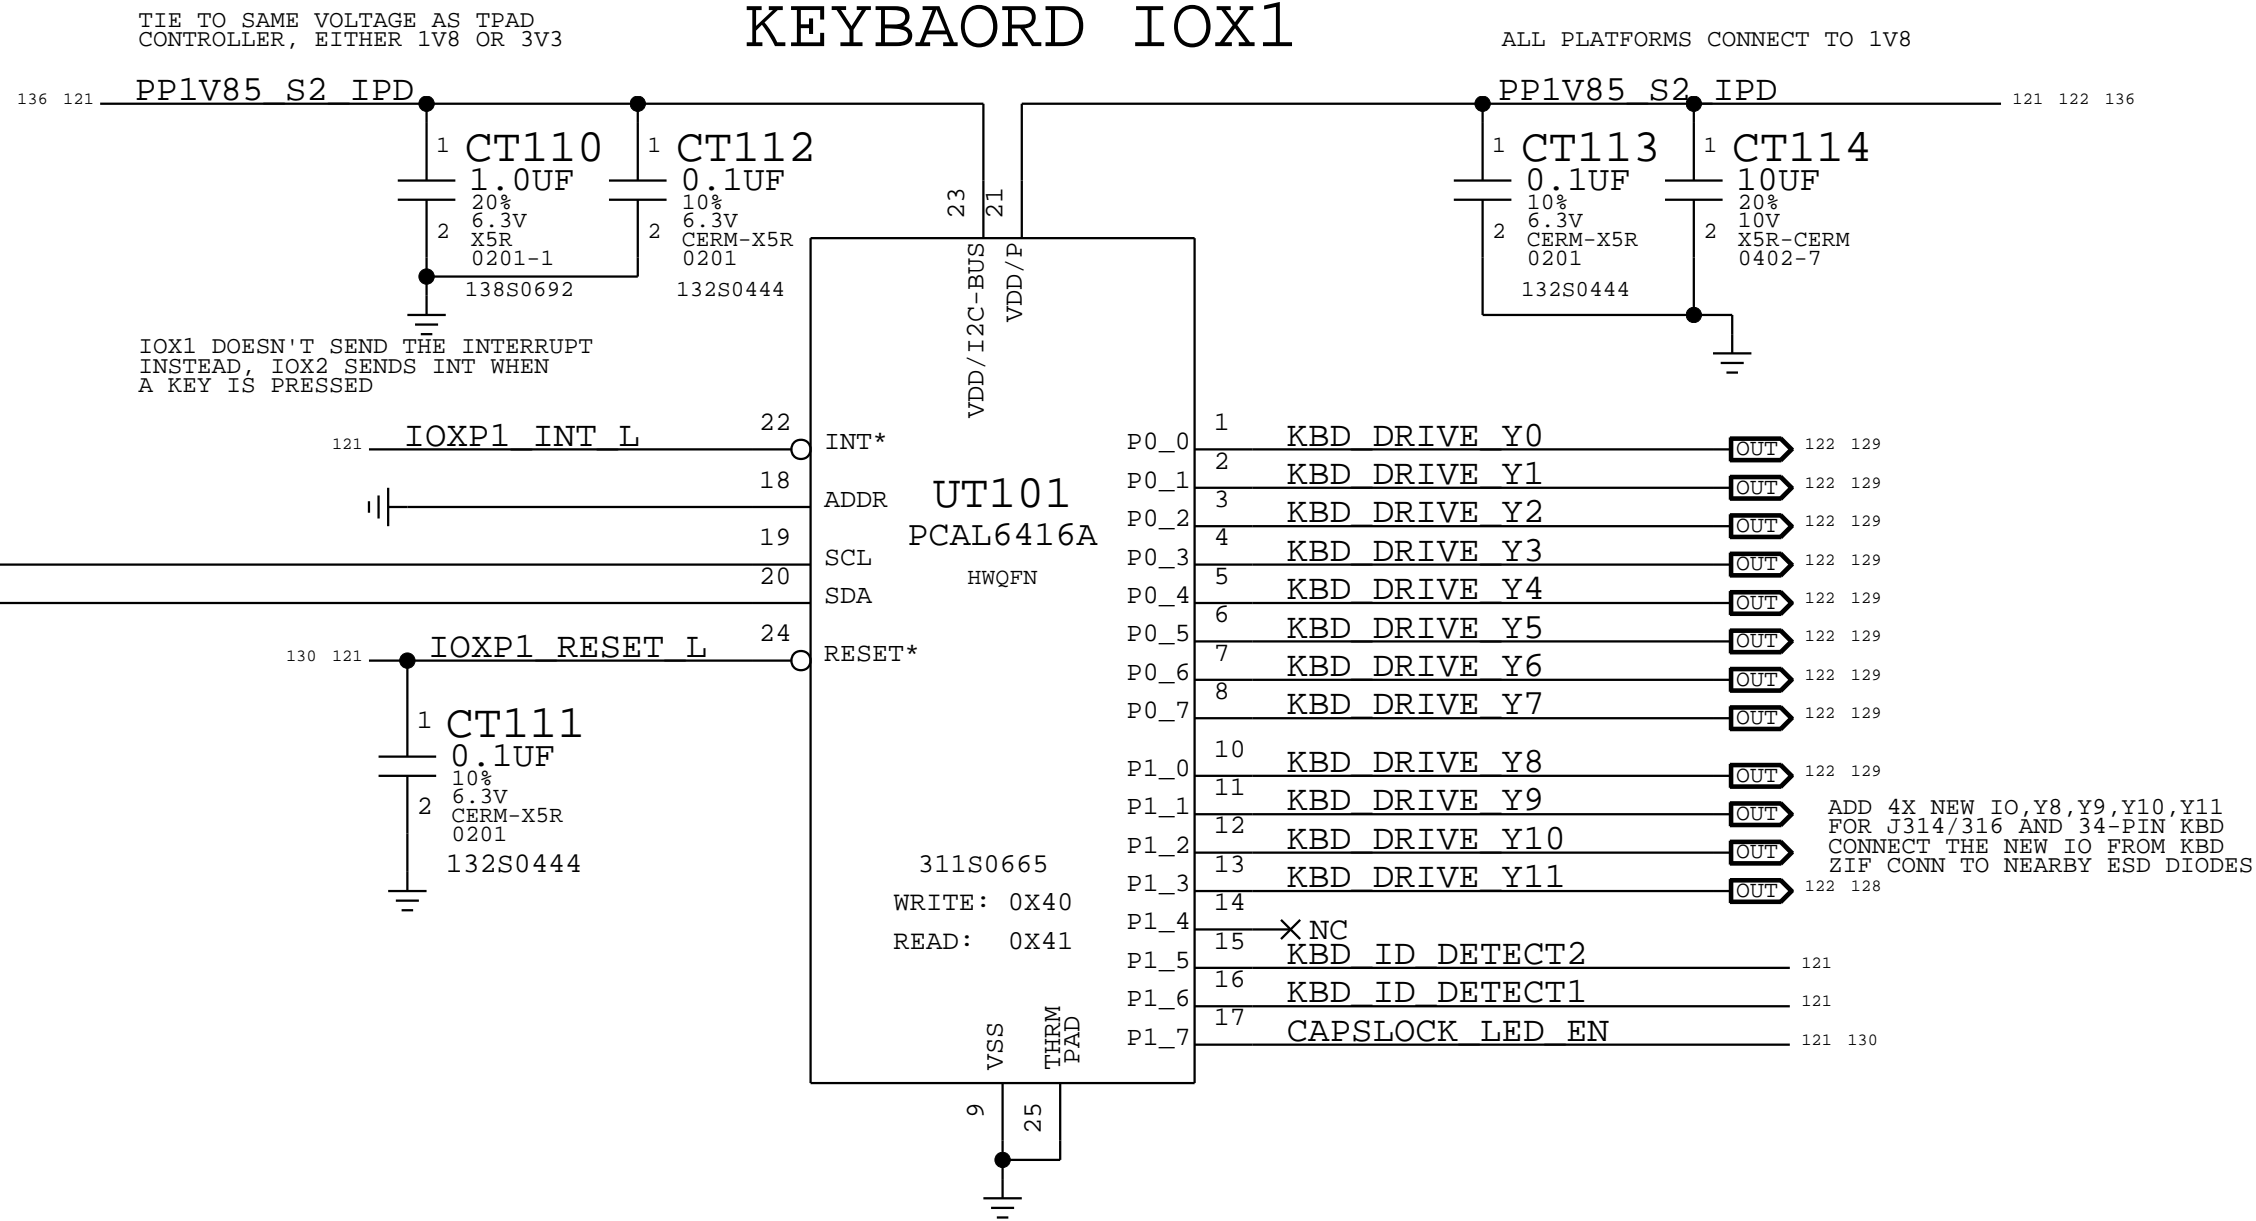 TIE TO SAME VOLTAGE AS TPAD
CONTROLLER, EITHER 1V8 OR 3V3
KEYBAORD IOX1
ALL PLATFORMS CONNECT TO 1V8
136 121 PP1V85_S2_IPD
PP1V85_S2_IPD 121 122 136
1 CT110
1.0UF
20%
6.3V
2 X5R
0201-1
138S0692
1 CT112
0.1UF
10%
6.3V
2 CERM-X5R
0201
132S0444
1 CT113
0.1UF
10%
6.3V
2 CERM-X5R
0201
132S0444
1 CT114
10UF
20%
10V
2 X5R-CERM
0402-7
132S0444
IOX1 DOESN'T SEND THE INTERRUPT
INSTEAD, IOX2 SENDS INT WHEN
A KEY IS PRESSED
23 VDD/I2C-BUS
21 VDD/P
121 IOXP1_INT_L 22 INT*
18 ADDR
19 SCL
20 SDA
130 121 IOXP1_RESET_L 24 RESET*
1 CT111
0.1UF
10%
6.3V
2 CERM-X5R
0201
132S0444
UT101
PCAL6416A
HWQFN
311S0665
WRITE: 0X40
READ: 0X41
P0_0 1 KBD_DRIVE_Y0 OUT 122 129
P0_1 2 KBD_DRIVE_Y1 OUT 122 129
P0_2 3 KBD_DRIVE_Y2 OUT 122 129
P0_3 4 KBD_DRIVE_Y3 OUT 122 129
P0_4 5 KBD_DRIVE_Y4 OUT 122 129
P0_5 6 KBD_DRIVE_Y5 OUT 122 129
P0_6 7 KBD_DRIVE_Y6 OUT 122 129
P0_7 8 KBD_DRIVE_Y7 OUT 122 129
P1_0 10 KBD_DRIVE_Y8 OUT 122 129
P1_1 11 KBD_DRIVE_Y9 OUT
P1_2 12 KBD_DRIVE_Y10 OUT
P1_3 13 KBD_DRIVE_Y11 OUT 122 128
ADD 4X NEW IO,Y8,Y9,Y10,Y11
FOR J314/316 AND 34-PIN KBD
CONNECT THE NEW IO FROM KBD
ZIF CONN TO NEARBY ESD DIODES
P1_4 14 NC
P1_5 15 KBD_ID_DETECT2 121
P1_6 16 KBD_ID_DETECT1 121
P1_7 17 CAPSLOCK_LED_EN 121 130
VSS 9
THRM
PAD 25